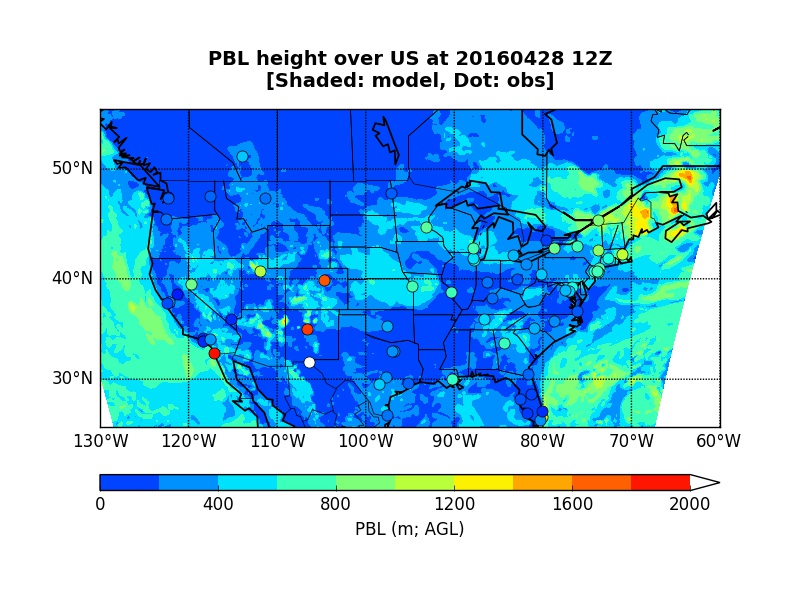 PBL height over US at 20160428 12Z
[Shaded: model, Dot: obs]
50°N
40°N
30°N
130°W 120°W 110°W 100°W 90°W 80°W 70°W 60°W
0 400 800 1200 1600 2000
PBL (m; AGL)